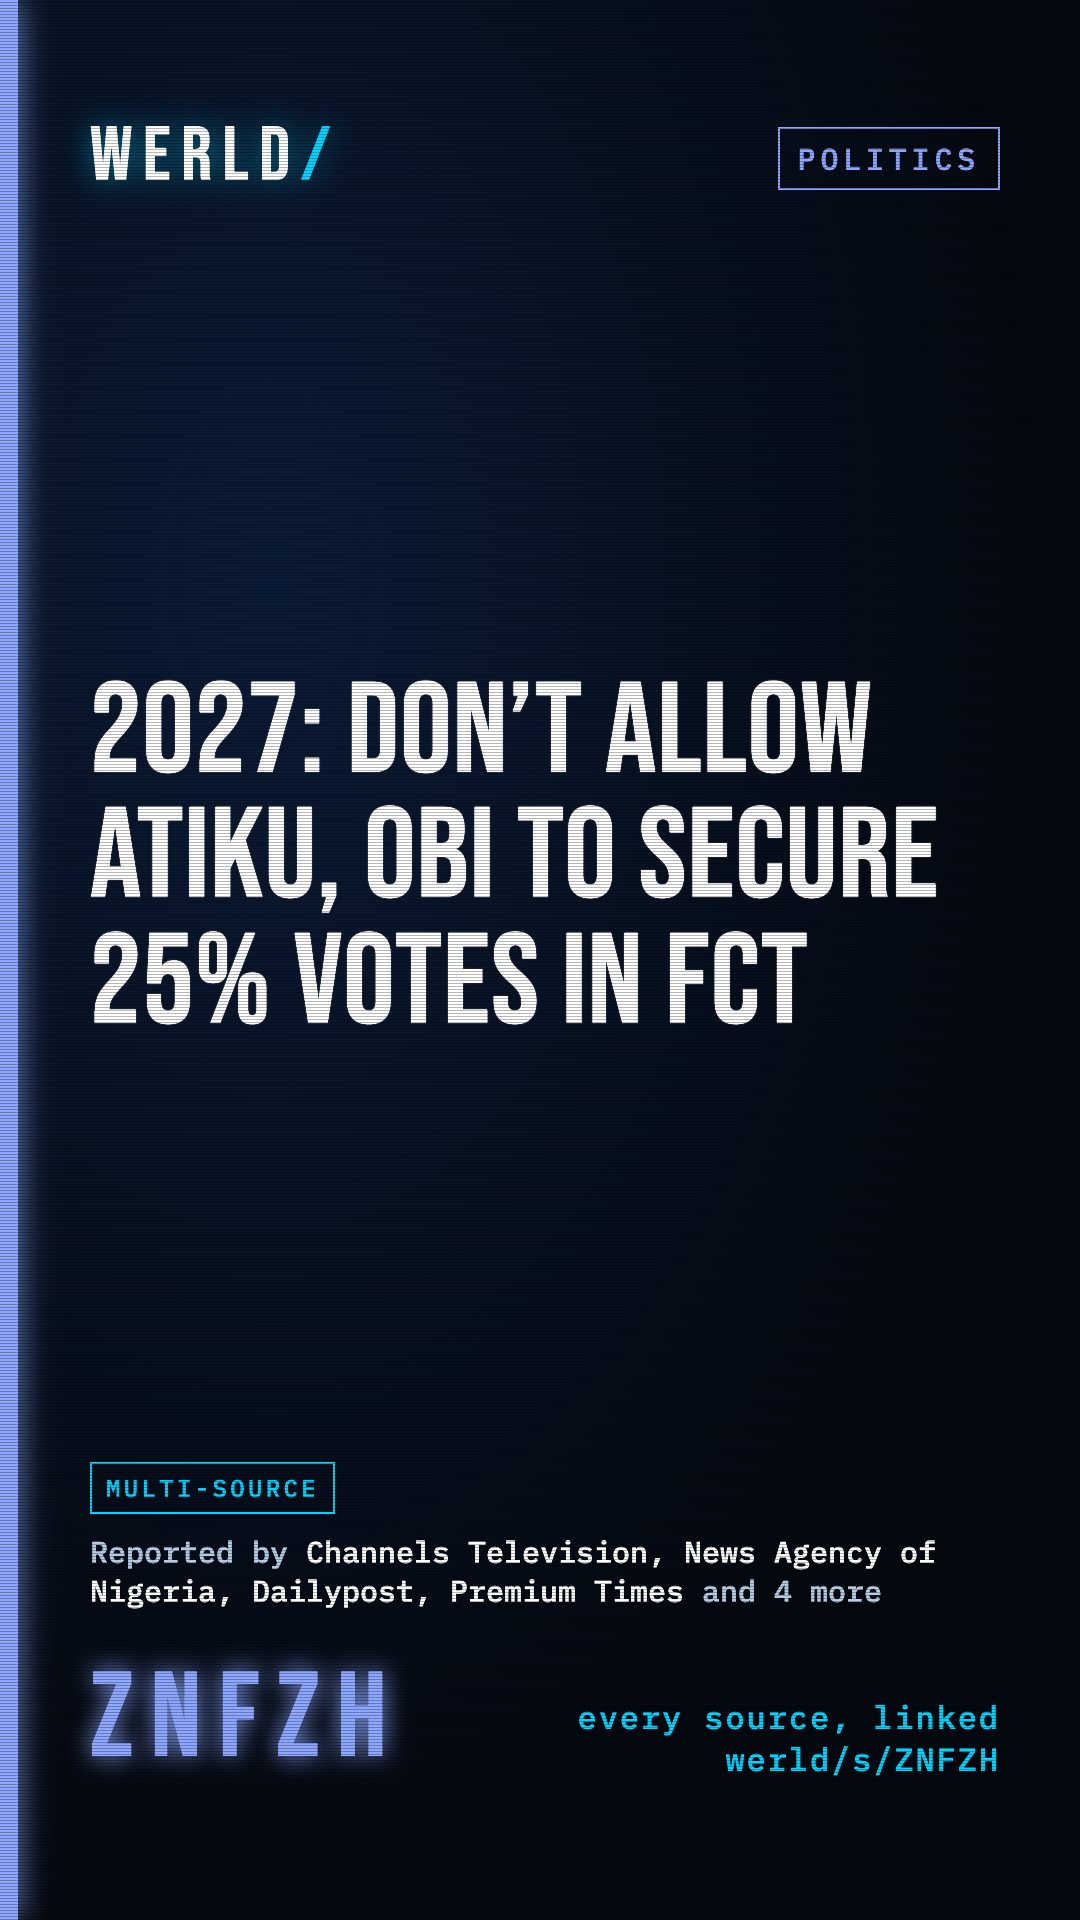 WERLD/
POLITICS
2027: DON’T ALLOW
ATIKU, OBI TO SECURE
25% VOTES IN FCT
MULTI-SOURCE
Reported by Channels Television, News Agency of
Nigeria, Dailypost, Premium Times and 4 more
ZNFZH
every source, linked
werld/s/ZNFZH